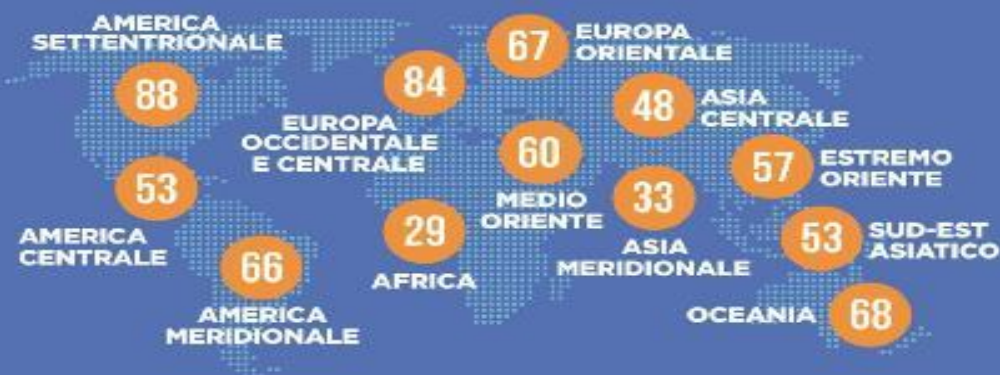 AMERICA
SETTENTRIONALE
88
84
EUROPA
OCCIDENTALE
E CENTRALE
67
EUROPA
ORIENTALE
48
ASIA
CENTRALE
53
AMERICA
CENTRALE
60
MEDIO
ORIENTE
33
ASIA
MERIDIONALE
57
ESTREMO
ORIENTE
66
AMERICA
MERIDIONALE
29
AFRICA
53
SUD-EST
ASIATICO
OCEANIA
68